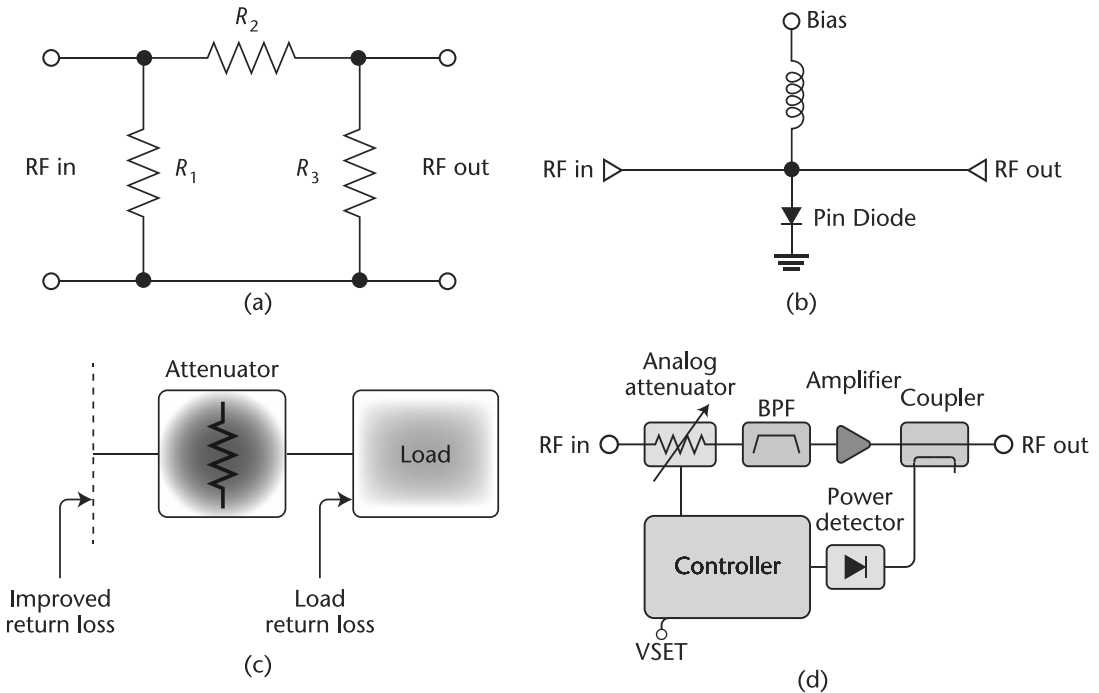 R2
RF in
R1
R3
RF out
(a)
Bias
RF in
RF out
Pin Diode
(b)
Attenuator
Load
Improved
return loss
Load
return loss
(c)
Analog
attenuator
BPF
Amplifier
Coupler
RF in
RF out
Power
detector
Controller
VSET
(d)